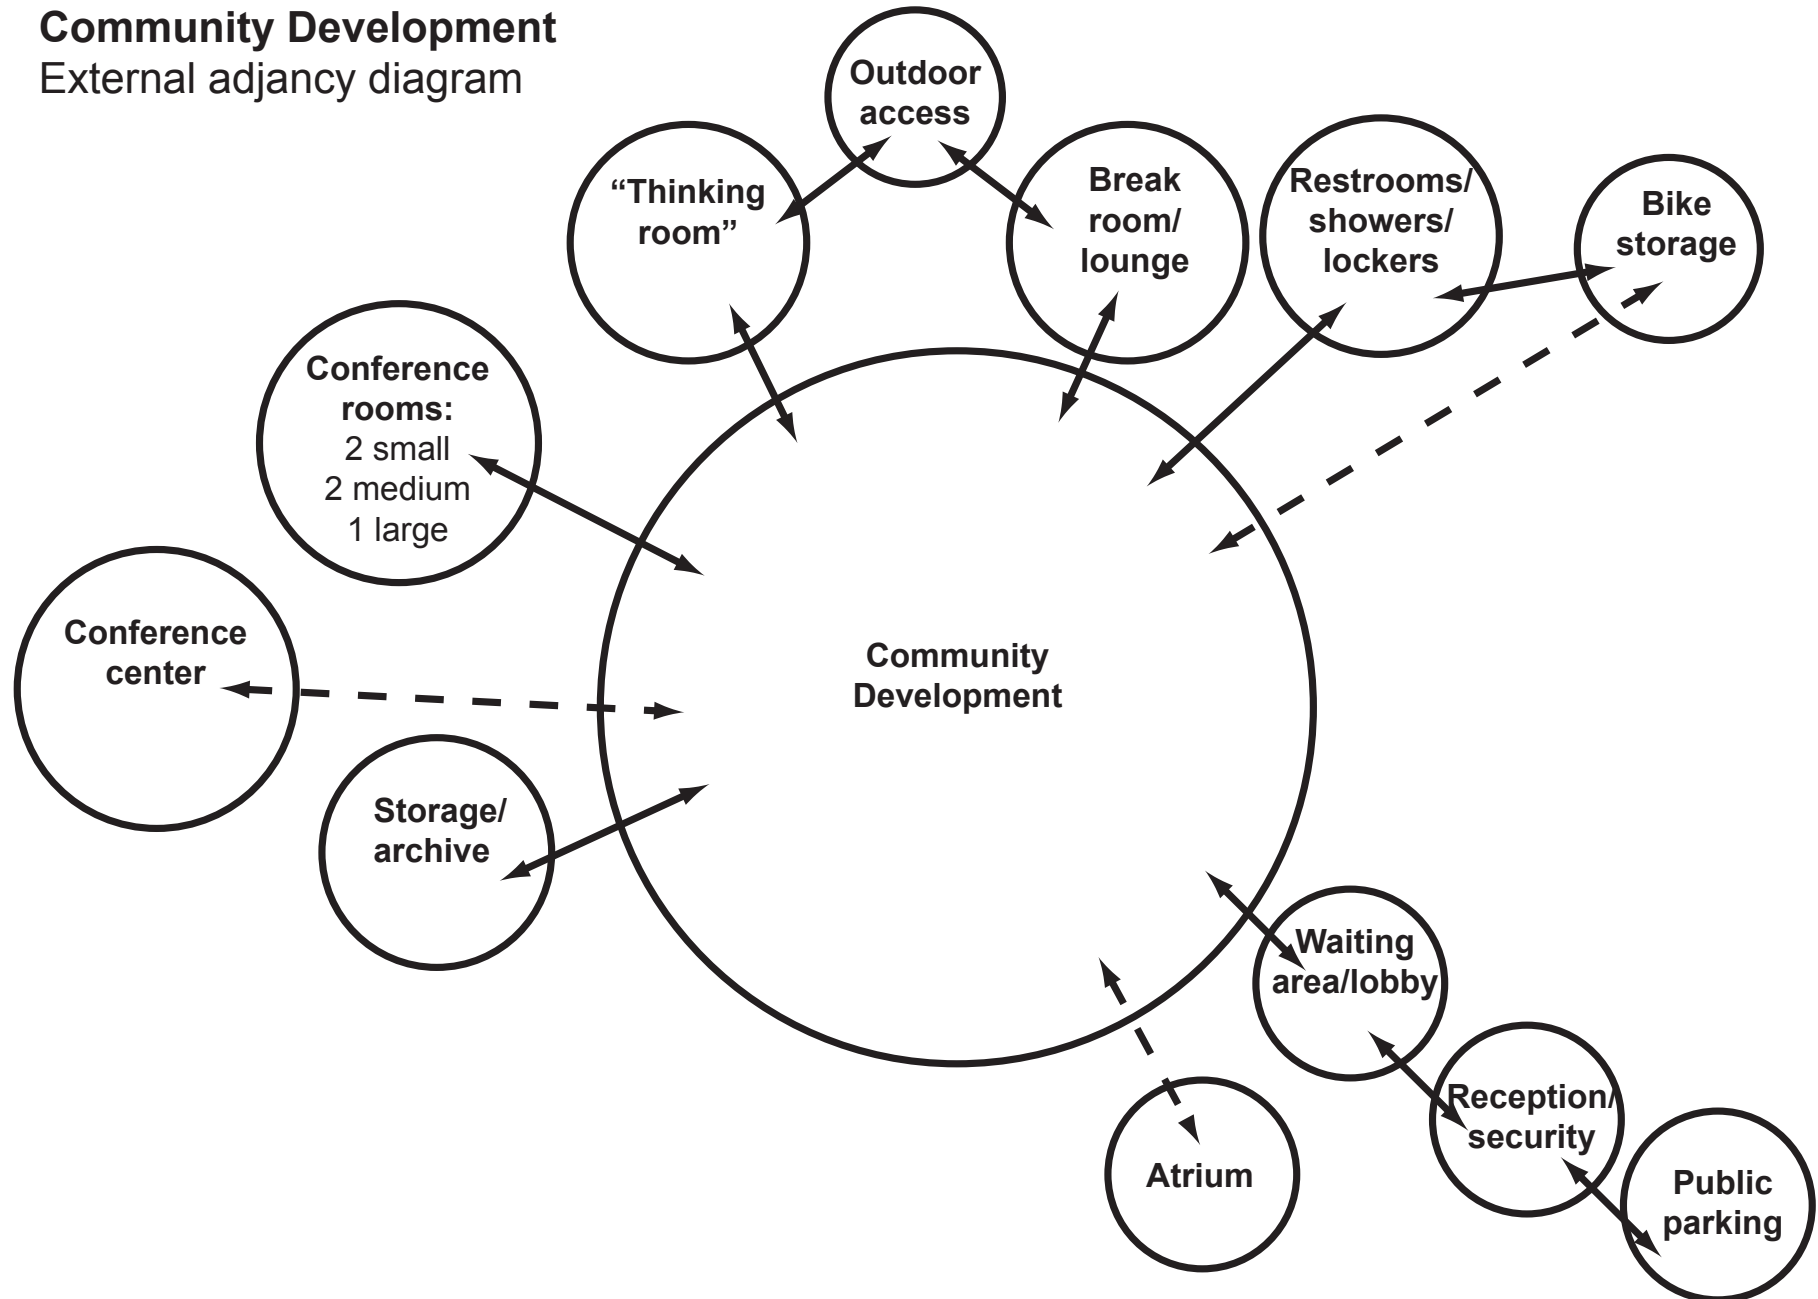 Community Development
External adjancy diagram
Outdoor
access
“Thinking
room”
Break
room/
lounge
Restrooms/
showers/
lockers
Bike
storage
Conference
rooms:
2 small
2 medium
1 large
Conference
center
Community
Development
Storage/
archive
Waiting
area/lobby
Reception/
security
Atrium
Public
parking